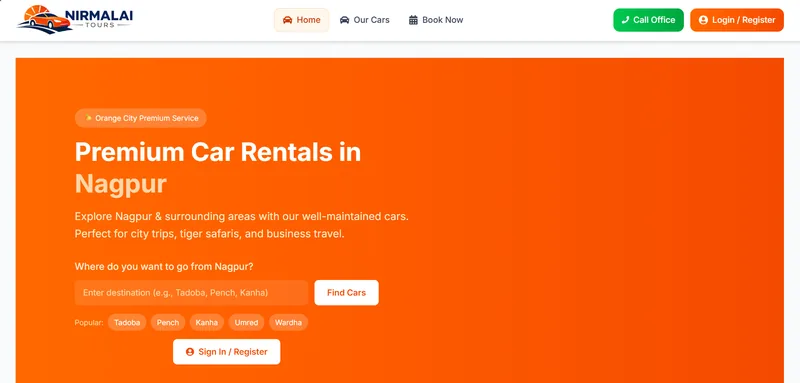 NIRMALAI
TOURS
Home
Our Cars
Book Now
Call Office
Login / Register
Orange City Premium Service
Premium Car Rentals in
Nagpur
Explore Nagpur & surrounding areas with our well-maintained cars.
Perfect for city trips, tiger safaris, and business travel.
Where do you want to go from Nagpur?
Enter destination (e.g., Tadoba, Pench, Kanha)
Find Cars
Popular:
Tadoba
Pench
Kanha
Umred
Wardha
Sign In / Register